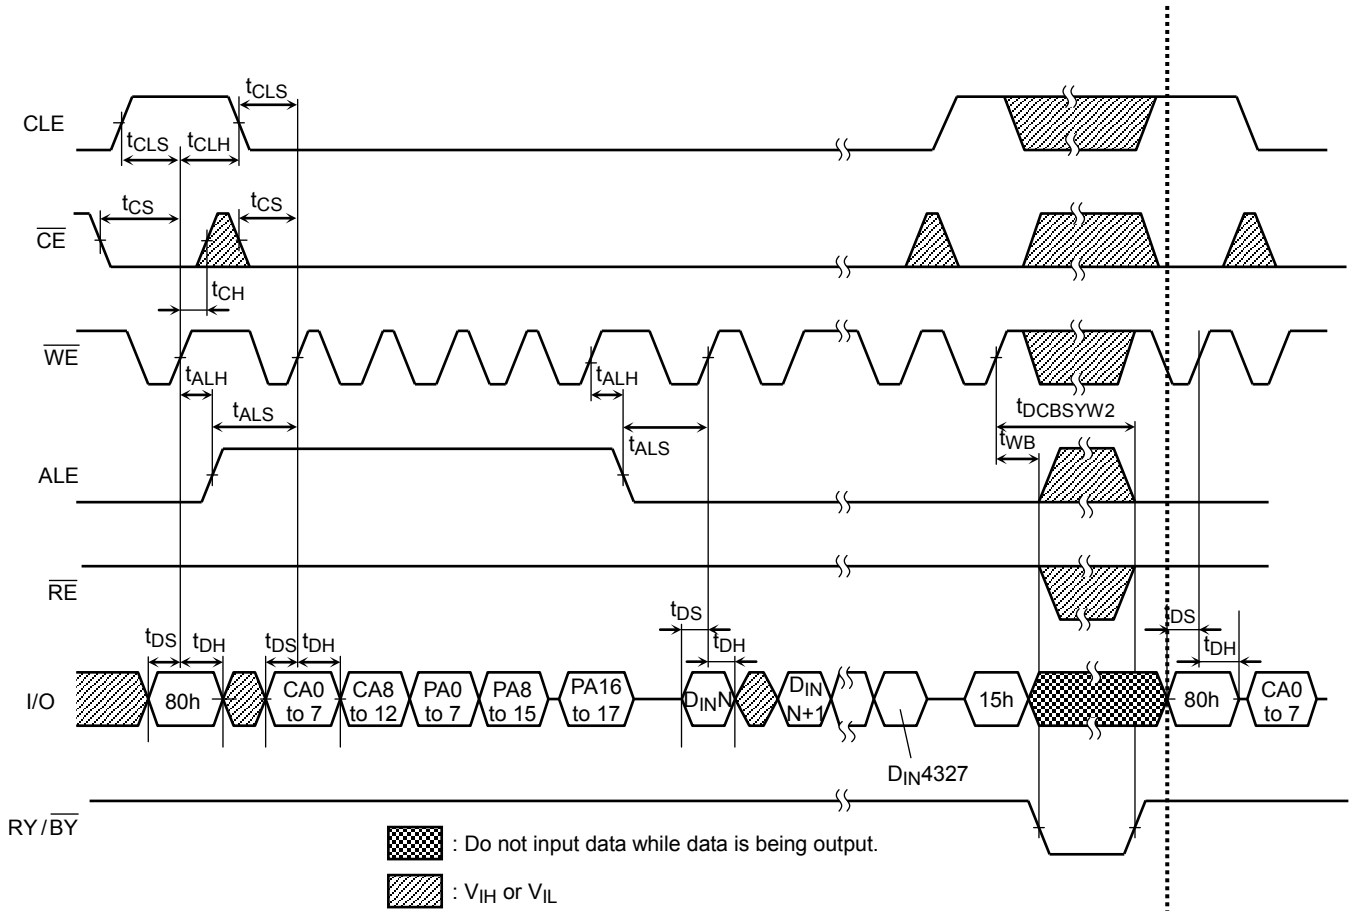 tCLS
CLE
tCLS
tCLH
tCS
tCS
CE
tCH
WE
tALH
tALH
tALS
tDCBSYW2
tALS
tWB
ALE
RE
tDS
tDH
tDS
tDH
tDS
tDH
DS
tDH
I/O
80h
CA0
to 7
CA8
to 12
PA0
to 7
PA8
to 15
PA16
to 17
DINN
DIN
N+1
15h
80h
CA0
to 7
DIN4327
RY/BY
: Do not input data while data is being output.
: VIH or VIL